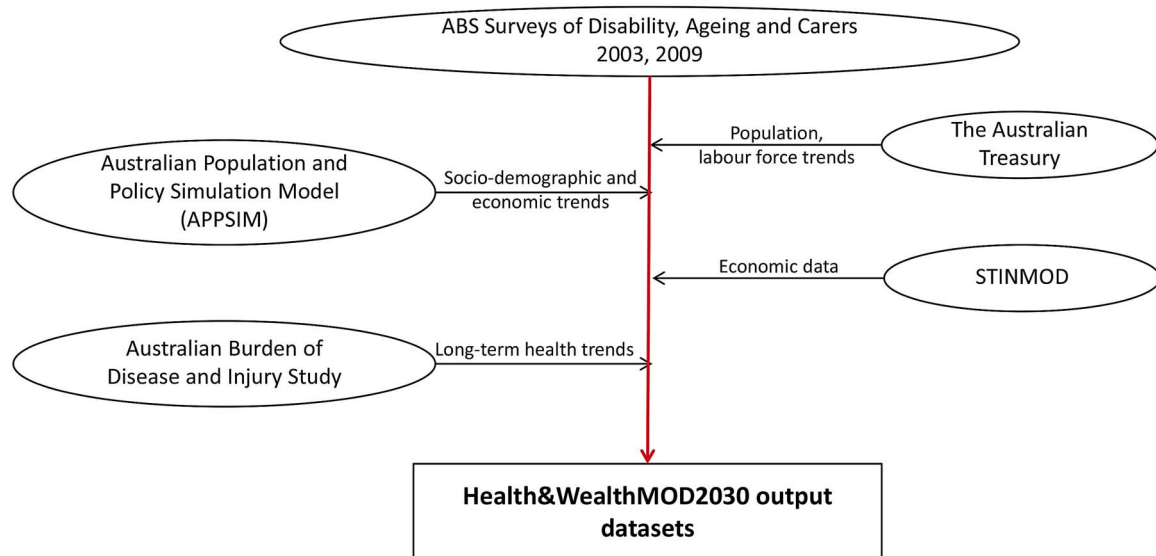 ABS Surveys of Disability, Ageing and Carers
2003, 2009
Population,
labour force trends
The Australian
Treasury
Australian Population and
Policy Simulation Model
(APPSIM)
Socio-demographic and
economic trends
Economic data
STINMOD
Australian Burden of
Disease and Injury Study
Long-term health trends
Health&WealthMOD2030 output
datasets